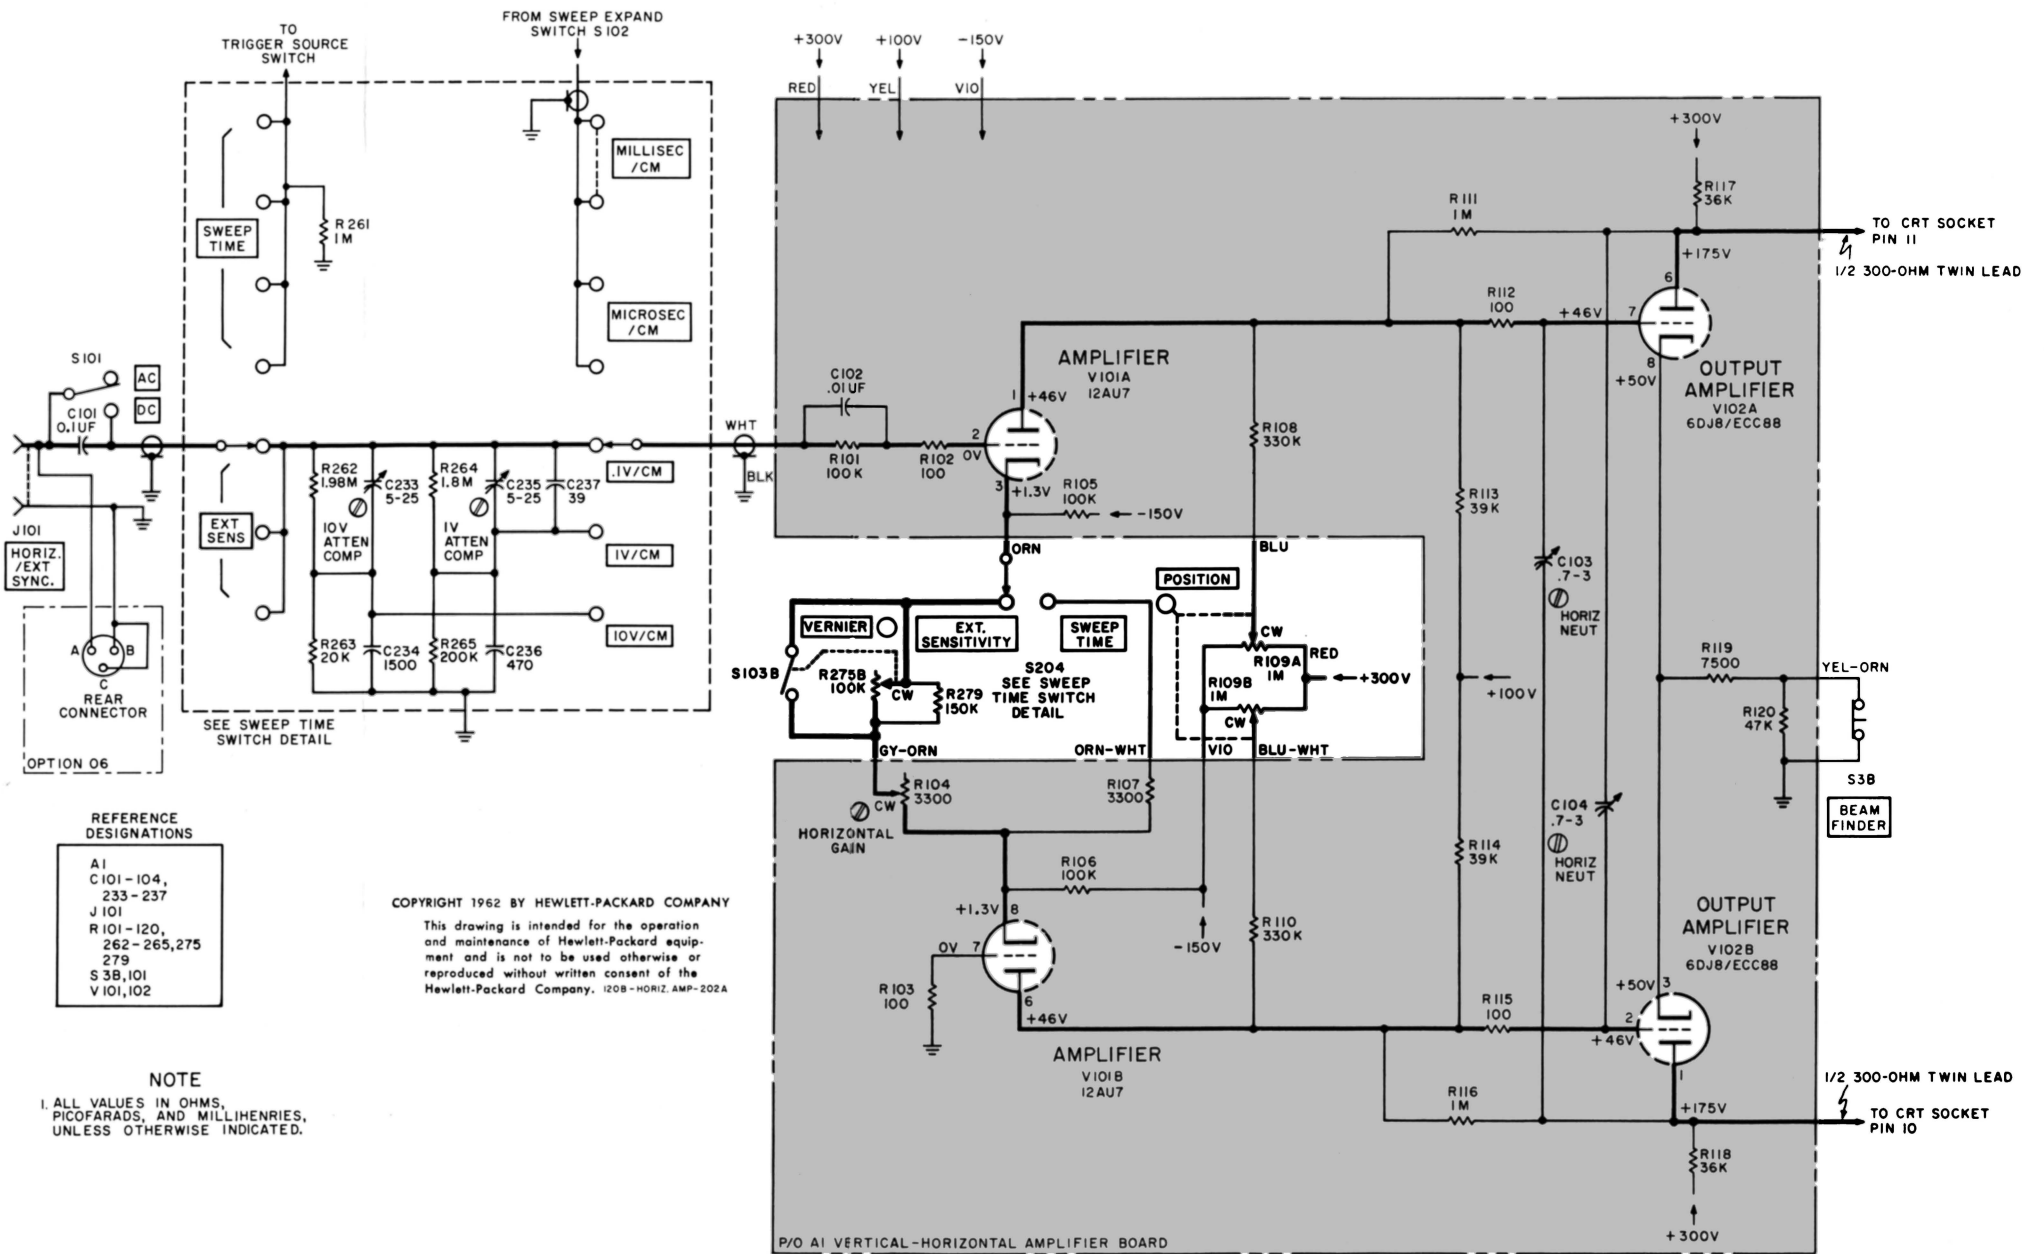 TO
TRIGGER SOURCE
SWITCH
FROM SWEEP EXPAND
SWITCH S102
MILLISEC
/CM
SWEEP
TIME
R261
1M
MICROSEC
/CM
S101
AC
DC
C101
0.1UF
J101
HORIZ.
/EXT
SYNC.
EXT
SENS
R262
1.98M
C233
5-25
10V
ATTEN
COMP
R264
1.8M
C235
5-25
1V
ATTEN
COMP
C237
39
.1V/CM
1V/CM
10V/CM
R263
20K
C234
1500
R265
200K
C236
470
A
B
C
REAR
CONNECTOR
OPTION 06
SEE SWEEP TIME
SWITCH DETAIL
WHT
BLK
+300V
+100V
-150V
RED
YEL
VIO
C102
.01UF
R101
100K
R102
100
AMPLIFIER
V101A
12AU7
1
+46V
2
0V
3
+1.3V
R105
100K
-150V
ORN
R108
330K
BLU
R111
1M
R112
100
+46V
7
6
8
+50V
+175V
+300V
R117
36K
OUTPUT
AMPLIFIER
V102A
6DJ8/ECC88
TO CRT SOCKET
PIN 11
1/2 300-OHM TWIN LEAD
R113
39K
C103
.7-3
HORIZ
NEUT
VERNIER
EXT.
SENSITIVITY
SWEEP
TIME
POSITION
S103B
R275B
100K
CW
R279
150K
S204
SEE SWEEP
TIME SWITCH
DETAIL
CW
R109A
1M
RED
+300V
R109B
1M
CW
GY-ORN
ORN-WHT
VIO
BLU-WHT
+100V
R119
7500
YEL-ORN
R120
47K
S3B
BEAM
FINDER
R104
3300
CW
HORIZONTAL
GAIN
R107
3300
C104
.7-3
HORIZ
NEUT
R114
39K
R106
100K
+1.3V
8
0V
7
6
+46V
R103
100
-150V
R110
330K
AMPLIFIER
V101B
12AU7
OUTPUT
AMPLIFIER
V102B
6DJ8/ECC88
+50V
3
R115
100
2
+46V
1
+175V
R116
1M
R118
36K
+300V
1/2 300-OHM TWIN LEAD
TO CRT SOCKET
PIN 10
REFERENCE
DESIGNATIONS
A1
C101-104,
233-237
J101
R101-120,
262-265,275
279
S3B,101
V101,102
COPYRIGHT 1962 BY HEWLETT-PACKARD COMPANY
This drawing is intended for the operation
and maintenance of Hewlett-Packard equip-
ment and is not to be used otherwise or
reproduced without written consent of the
Hewlett-Packard Company. 120B-HORIZ. AMP-202A
NOTE
1. ALL VALUES IN OHMS,
PICOFARADS, AND MILLIHENRIES,
UNLESS OTHERWISE INDICATED.
P/O A1 VERTICAL-HORIZONTAL AMPLIFIER BOARD